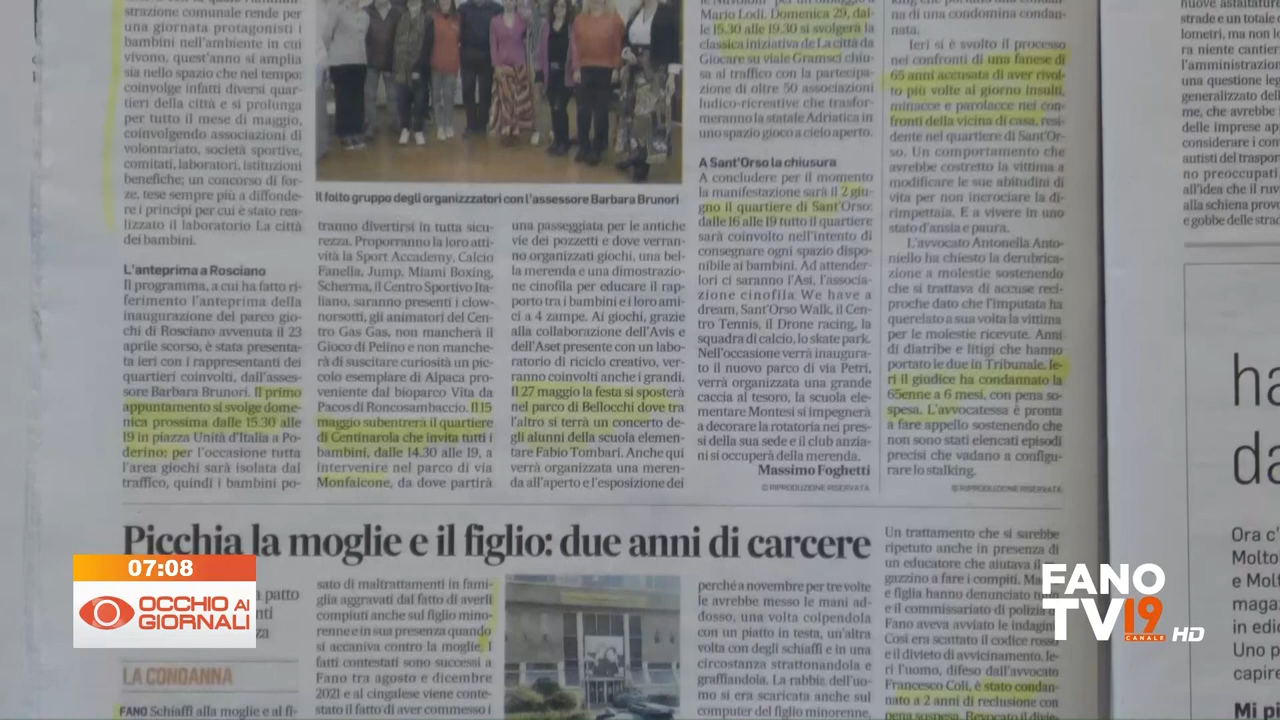 strazione comunale rende per
una giornata protagonisti i
bambini nell'ambiente in cui
vivono, quest'anno si amplia
sia nello spazio che nel tempo:
coinvolge infatti diversi quar-
tieri della città e si prolunga
per tutto il mese di maggio,
coinvolgendo associazioni di
volontariato, società sportive,
comitati, laboratori, istituzioni
benefiche; un concorso di for-
ze, tese sempre più a diffonde-
re i principi per cui è stato rea-
lizzato il laboratorio La città
dei bambini.
L'anteprima a Rosciano
Il programma, a cui ha fatto ri-
ferimento l'anteprima della
inaugurazione del parco gio-
chi di Rosciano avvenuta il 23
aprile scorso, è stata presenta-
ta ieri con i rappresentanti dei
quartieri coinvolti, dall'asses-
sore Barbara Brunori. Il primo
appuntamento si svolge dome-
nica prossima dalle 15.30 alle
19 in piazza Unità d'Italia a Po-
derino; per l'occasione tutta
l'area giochi sarà isolata dal
traffico, quindi i bambini po-
Il folto gruppo degli organizzzatori con l'assessore Barbara Brunori
tranno divertirsi in tutta sicu-
rezza. Proporranno la loro atti-
vità la Sport Accademy, Calcio
Fanella, Jump, Miami Boxing,
Scherma, il Centro Sportivo Ita-
liano, saranno presenti i clow-
norsotti, gli animatori del Cen-
tro Gas Gas, non mancherà il
Gioco di Pelino e non manche-
rà di suscitare curiosità un pic-
colo esemplare di Alpaca pro-
veniente dal bioparco Vita da
Pacos di Roncosambaccio. Il 15
maggio subentrerà il quartiere
di Centinarola che invita tutti i
bambini, dalle 14.30 alle 19, a
intervenire nel parco di via
Monfalcone, da dove partirà
una passeggiata per le antiche
vie dei pozzetti e dove verran-
no organizzati giochi, una bel-
la merenda e una dimostrazio-
ne cinofila per educare il rap-
porto tra i bambini e i loro ami-
ci a 4 zampe. Ai giochi, grazie
alla collaborazione dell'Avis e
dell'Aset presente con un labo-
ratorio di riciclo creativo, ver-
ranno coinvolti anche i grandi.
Il 27 maggio la festa si sposterà
nel parco di Bellocchi dove tra
l'altro si terrà un concerto de-
gli alunni della scuola elemen-
tare Fabio Tombari. Anche qui
verrà organizzata una meren-
da all'aperto e l'esposizione dei
Mario Lodi. Domenica 29, dal-
le 15.30 alle 19.30 si svolgerà la
classica iniziativa de La città da
Giocare su viale Gramsci chiu-
sa al traffico con la partecipa-
zione di oltre 50 associazioni
ludico-ricreative che trasfor-
meranno la statale Adriatica in
uno spazio gioco a cielo aperto.
A Sant'Orso la chiusura
A concludere per il momento
la manifestazione sarà il 2 giu-
gno il quartiere di Sant'Orso:
dalle 16 alle 19 tutto il quartiere
sarà coinvolto nell'intento di
consegnare ogni spazio dispo-
nibile ai bambini. Ad attender-
lori ci saranno l'Asi, l'associa-
zione cinofila We have a
dream, Sant'Orso Walk, il Cen-
tro Tennis, il Drone racing, la
squadra di calcio, lo skate park.
Nell'occasione verrà inaugura-
to il nuovo parco di via Petri,
verrà organizzata una grande
caccia al tesoro, la scuola ele-
mentare Montesi si impegnerà
a decorare la rotatoria nei pres-
si della sua sede e il club anzia-
ni si occuperà della merenda.
Massimo Foghetti
© RIPRODUZIONE RISERVATA
na di una condomina condan-
nata.
Ieri si è svolto il processo
nei confronti di una fanese di
65 anni accusata di aver rivol-
to più volte al giorno insulti,
minacce e parolacce nei con-
fronti della vicina di casa, resi-
dente nel quartiere di Sant'Or-
so. Un comportamento che
avrebbe costretto la vittima a
modificare le sue abitudini di
vita per non incrociare la di-
rimpettaia. E a vivere in uno
stato d'ansia e paura.
L'avvocato Antonella Anto-
niello ha chiesto la derubrica-
zione a molestie sostenendo
che si trattava di accuse reci-
proche dato che l'imputata ha
querelato a sua volta la vittima
per le molestie ricevute. Anni
di diatribe e litigi che hanno
portato le due in Tribunale. Ie-
ri il giudice ha condannato la
65enne a 6 mesi, con pena so-
spesa. L'avvocatessa è pronta
a fare appello sostenendo che
non sono stati elencati episodi
precisi che vadano a configu-
rare lo stalking.
© RIPRODUZIONE RISERVATA
Picchia la moglie e il figlio: due anni di carcere
LA CONDANNA
FANO Schiaffi alla moglie e al fi-
sato di maltrattamenti in fami-
glia aggravati dal fatto di averli
compiuti anche sul figlio mino-
renne e in sua presenza quando
si accaniva contro la moglie. I
fatti contestati sono successi a
Fano tra agosto e dicembre
2021 e al cingalese viene conte-
stato il fatto di aver commesso i
perché a novembre per tre volte
le avrebbe messo le mani ad-
dosso, una volta colpendola
con un piatto in testa, un'altra
volta con degli schiaffi e in una
circostanza strattonandola e
graffiandola. La rabbia dell'uo-
mo si era scaricata anche sul
computer del figlio minorenne,
Un trattamento che si sarebbe
ripetuto anche in presenza di
un educatore che aiutava il
gazzino a fare i compiti.
e figlia hanno denunciato
e il commissariato di
Fano aveva avviato le indagin
Così era scattato il codice ross
e il divieto di avvicinamento. Ie-
ri l'uomo, difeso dall'avvocato
Francesco Coli, è stato condan-
nato a 2 anni di reclusione con
pena sospesa.
ha
da
Ora c'
Molto
e Mol
maga
in edic
Uno p
capire
Mi pi
07:08
OCCHIO AI
GIORNALI
FANO
TV19
CANALE HD